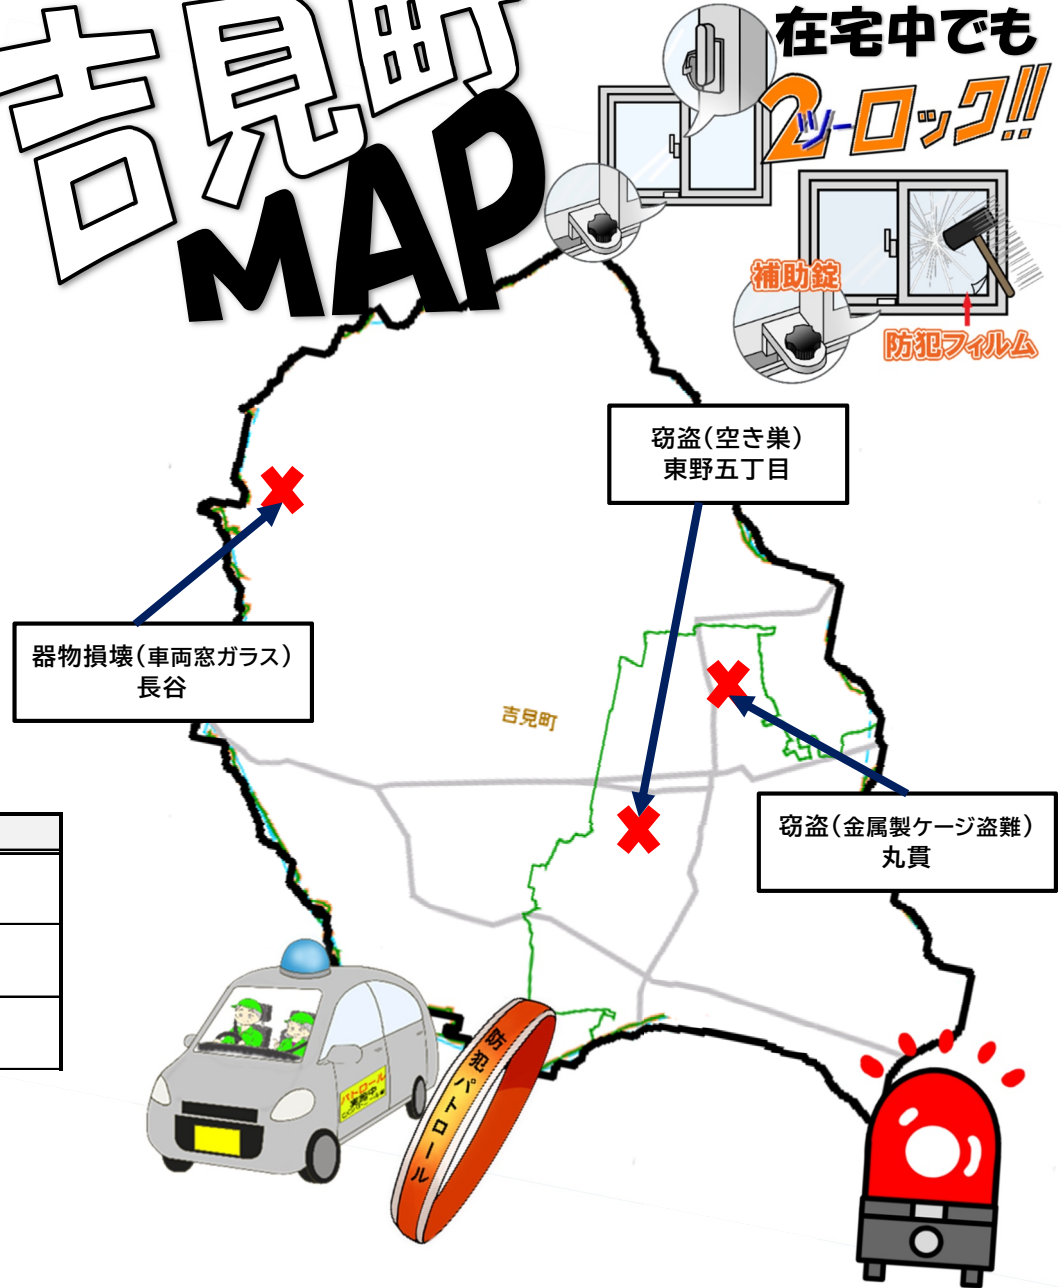 吉見町
MAP
在宅中でも
2ツーロック!!
補助錠
防犯フィルム
窃盗(空き巣)
東野五丁目
器物損壊(車両窓ガラス)
長谷
吉見町
窃盗(金属製ケージ盗難)
丸貫
パトロール
実施中
防犯パトロール